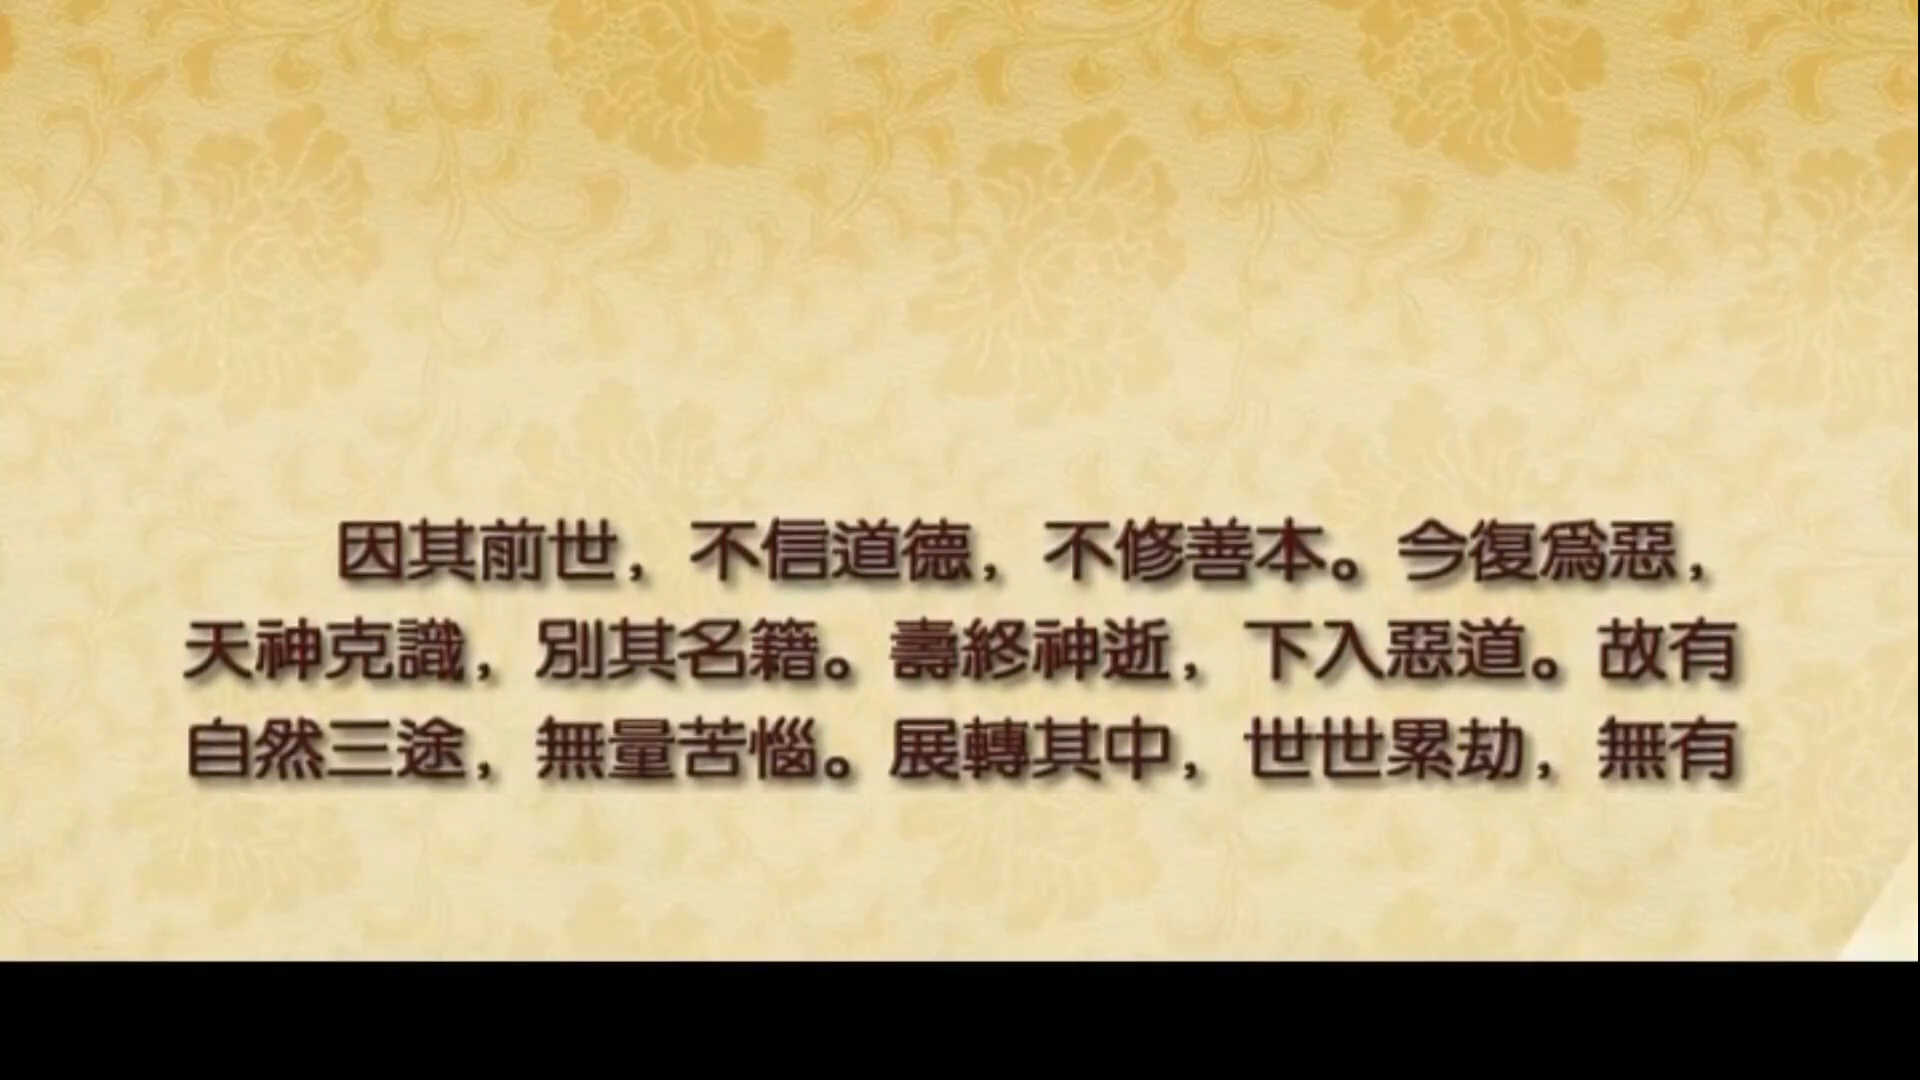 因其前世，不信道德，不修善本。今復爲惡，
天神克識，別其名籍。壽終神逝，下入惡道。故有
自然三途，無量苦惱。展轉其中，世世累劫，無有